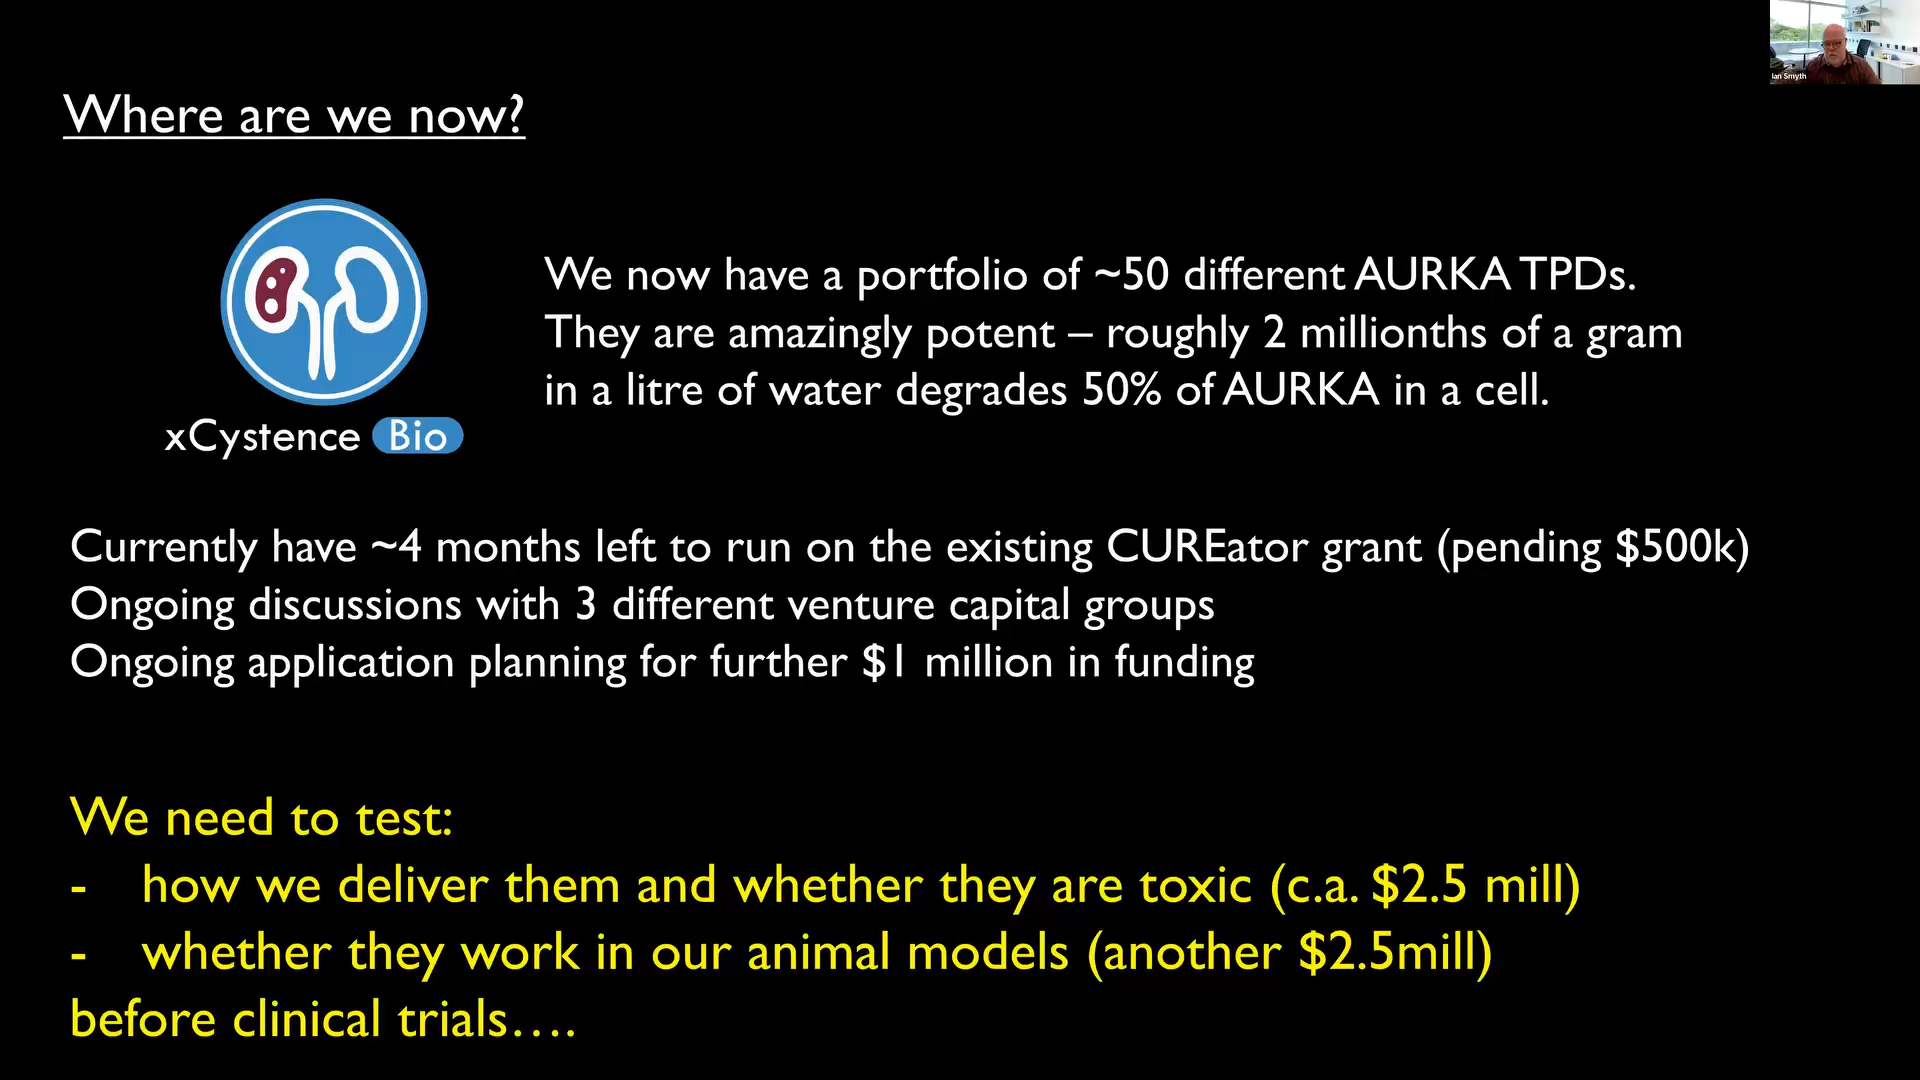 Ian Smyth
Where are we now?
xCystence Bio
We now have a portfolio of ~50 different AURKA TPDs.
They are amazingly potent – roughly 2 millionths of a gram
in a litre of water degrades 50% of AURKA in a cell.
Currently have ~4 months left to run on the existing CUREator grant (pending $500k)
Ongoing discussions with 3 different venture capital groups
Ongoing application planning for further $1 million in funding
We need to test:
- how we deliver them and whether they are toxic (c.a. $2.5 mill)
- whether they work in our animal models (another $2.5mill)
before clinical trials….